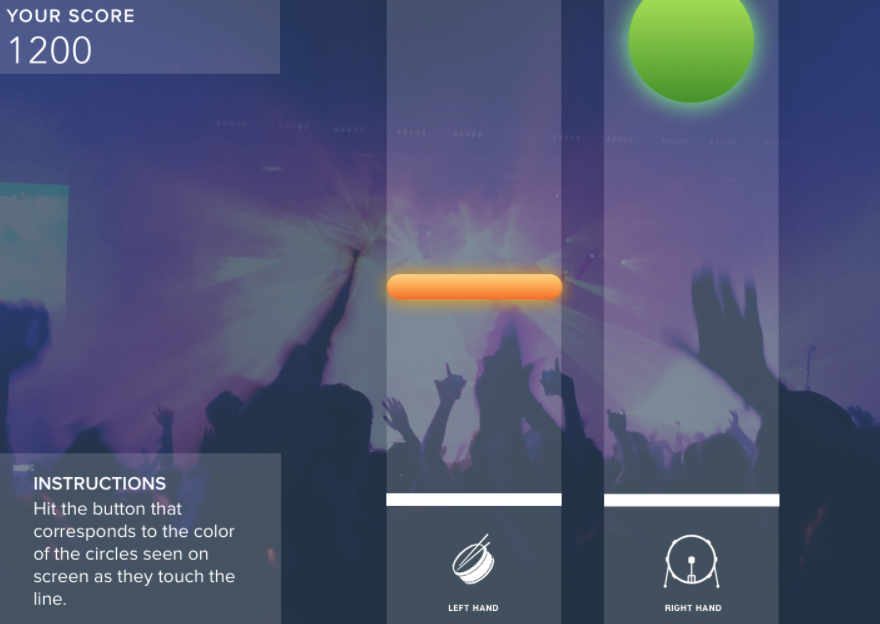 YOUR SCORE
1200
INSTRUCTIONS
Hit the button that
corresponds to the color
of the circles seen on
screen as they touch the
line.
LEFT HAND
RIGHT HAND